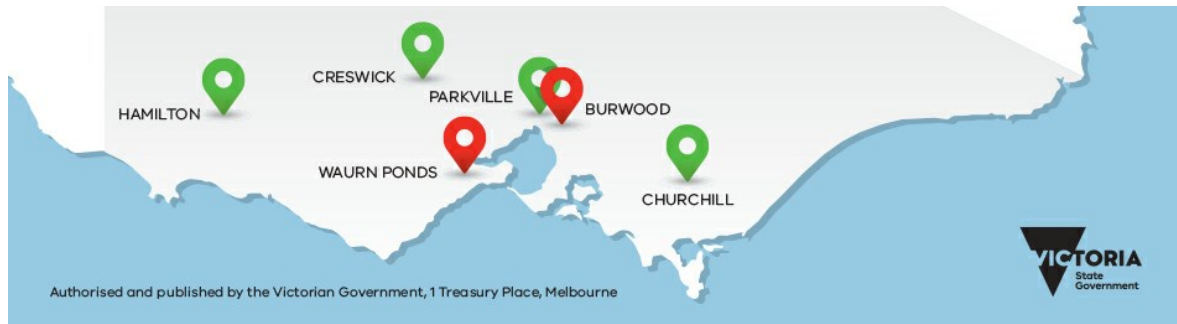 CRESWICK
PARKVILLE
BURWOOD
HAMILTON
WAURN PONDS
CHURCHILL
VICTORIA
State
Government
Authorised and published by the Victorian Government, 1 Treasury Place, Melbourne